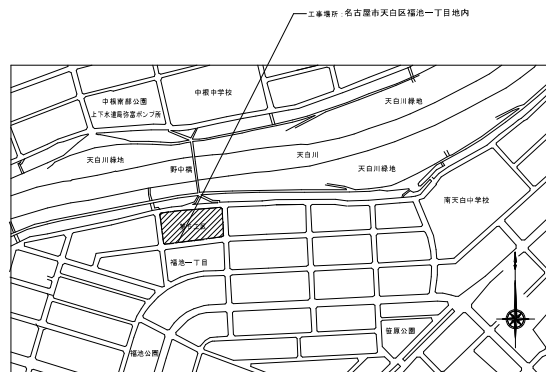 工事場所:名古屋市天白区福池一丁目地内
中根中学校
中根南部公園
上下水道局弥富ポンプ所
天白川緑地
天白川緑地
野中橋
天白川
天白川緑地
南天白中学校
福池一丁目
笹原公園
福池公園